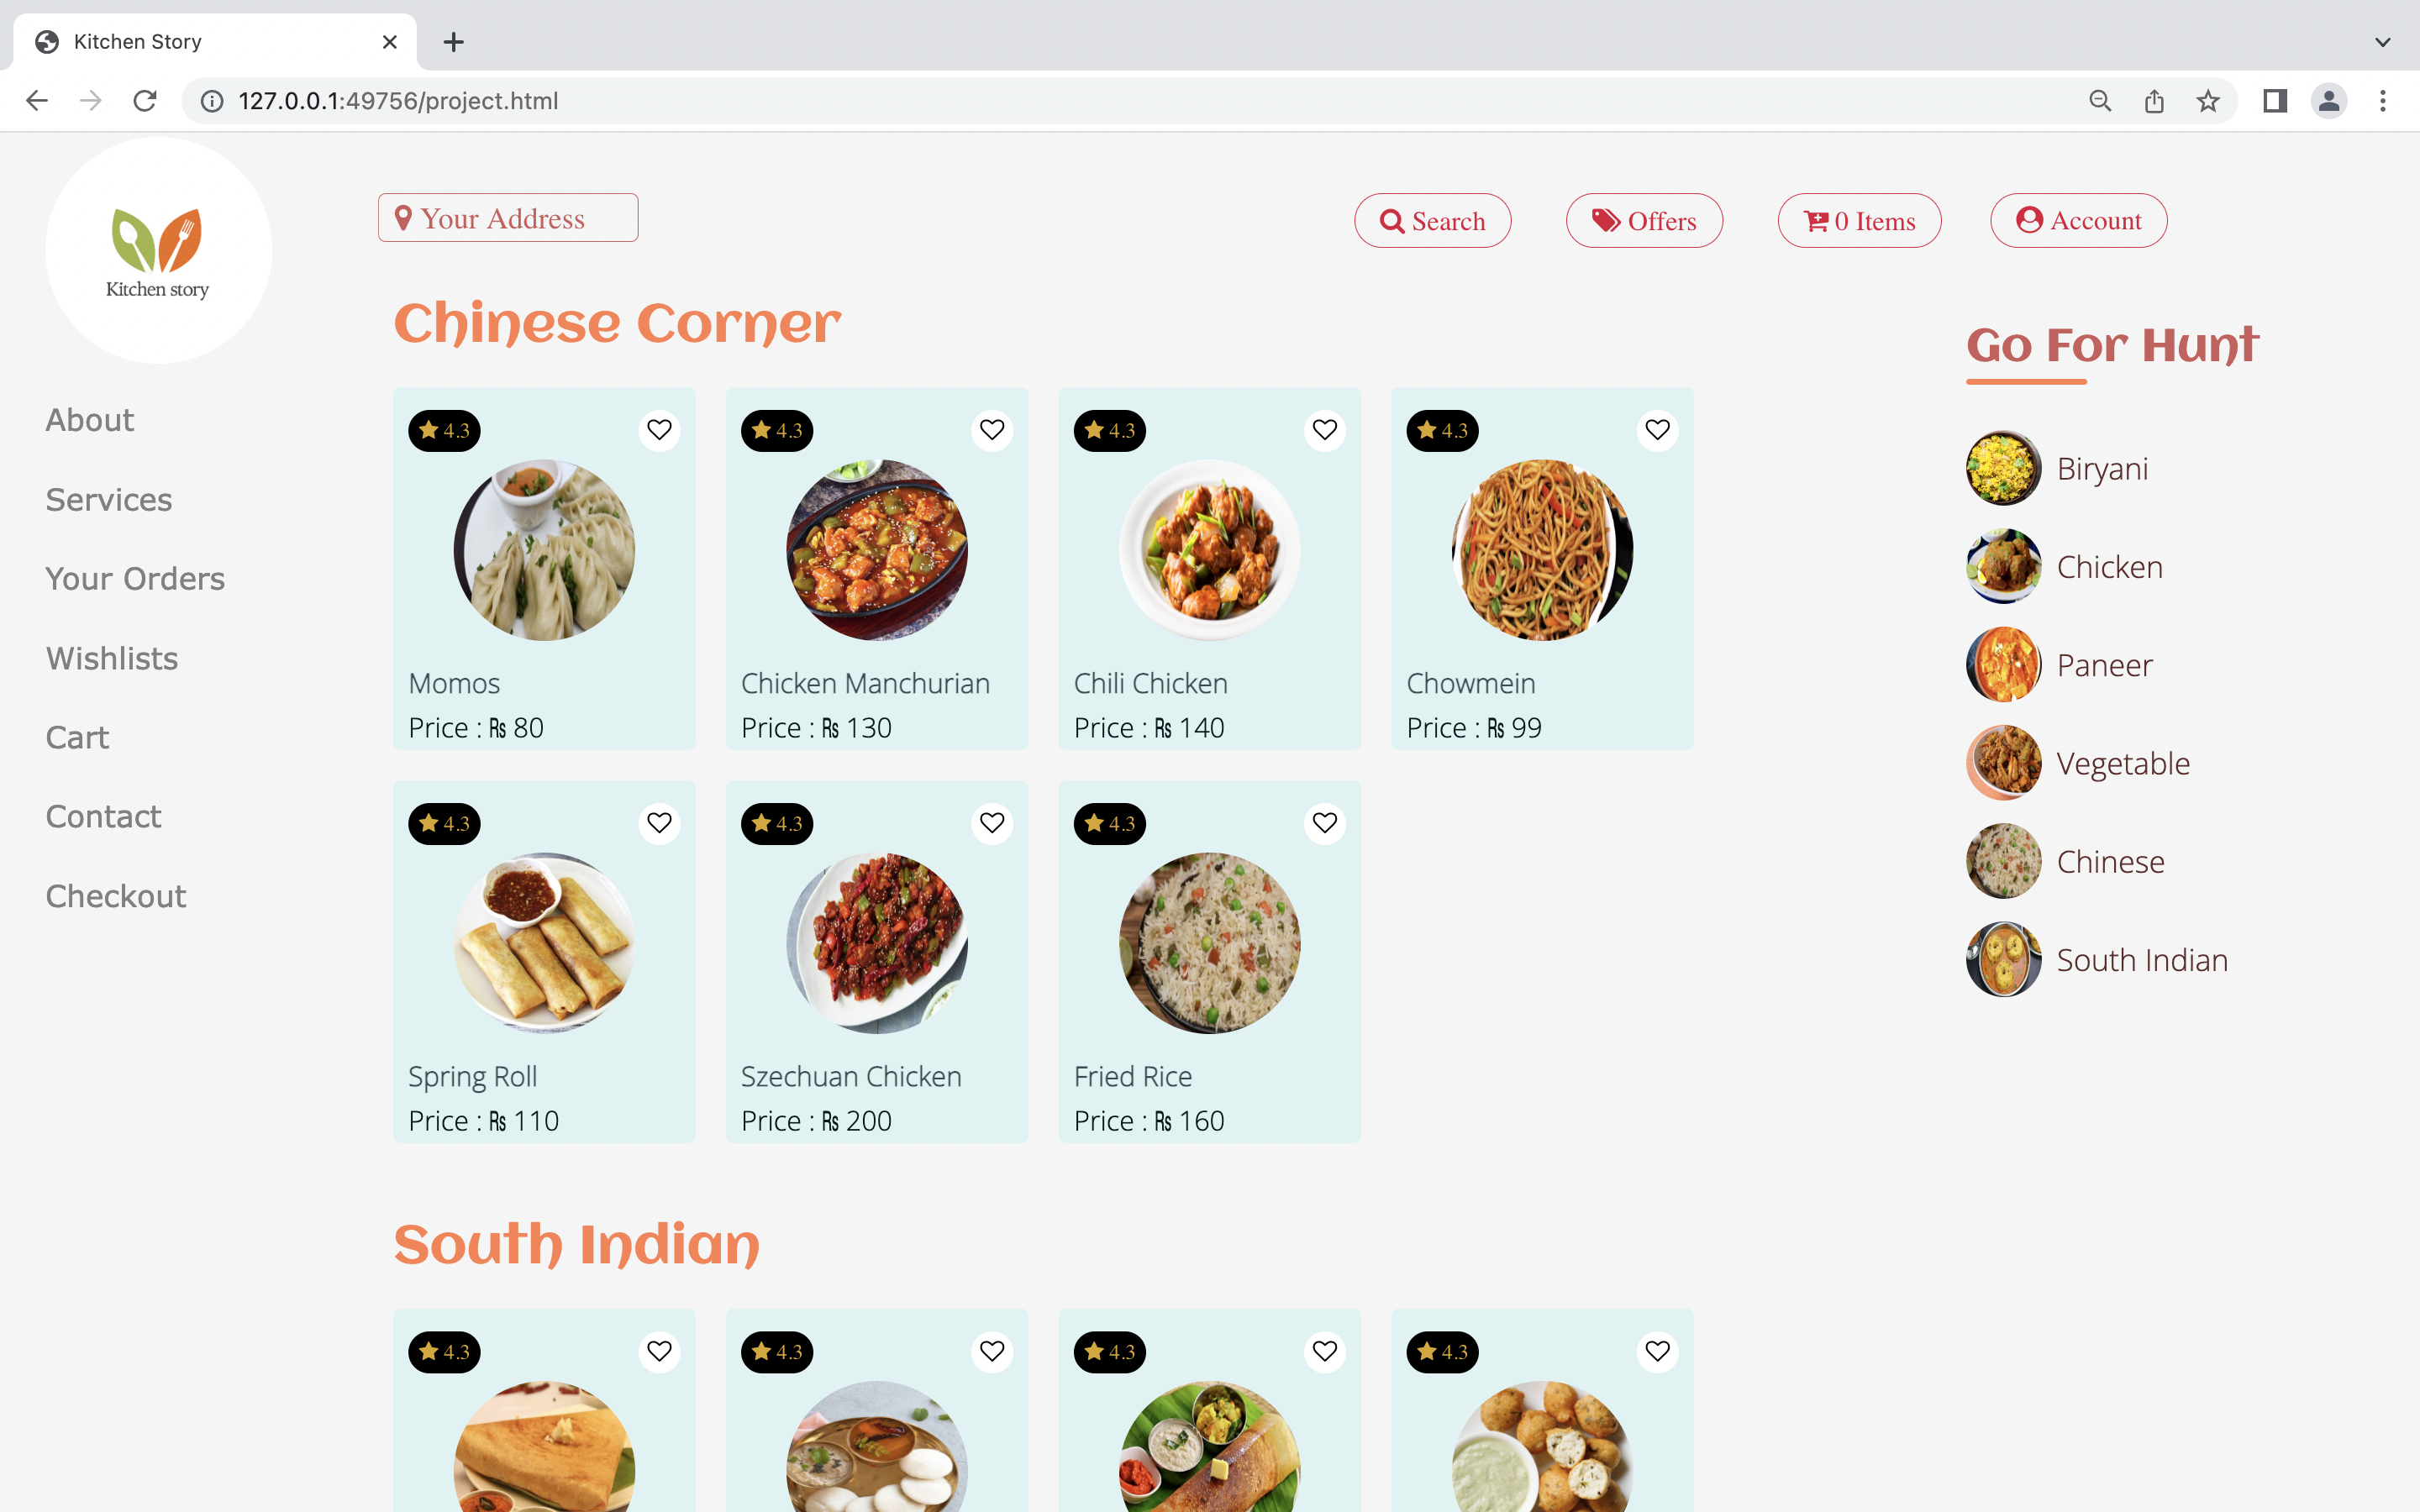 Kitchen Story
127.0.0.1:49756/project.html
Kitchen story
Your Address
Search
Offers
0 Items
Account
About
Services
Your Orders
Wishlists
Cart
Contact
Checkout
Chinese Corner
4.3
4.3
4.3
4.3
Momos
Price : ₨ 80
Chicken Manchurian
Price : ₨ 130
Chili Chicken
Price : ₨ 140
Chowmein
Price : ₨ 99
4.3
4.3
4.3
Spring Roll
Price : ₨ 110
Szechuan Chicken
Price : ₨ 200
Fried Rice
Price : ₨ 160
South Indian
4.3
4.3
4.3
4.3
Go For Hunt
Biryani
Chicken
Paneer
Vegetable
Chinese
South Indian